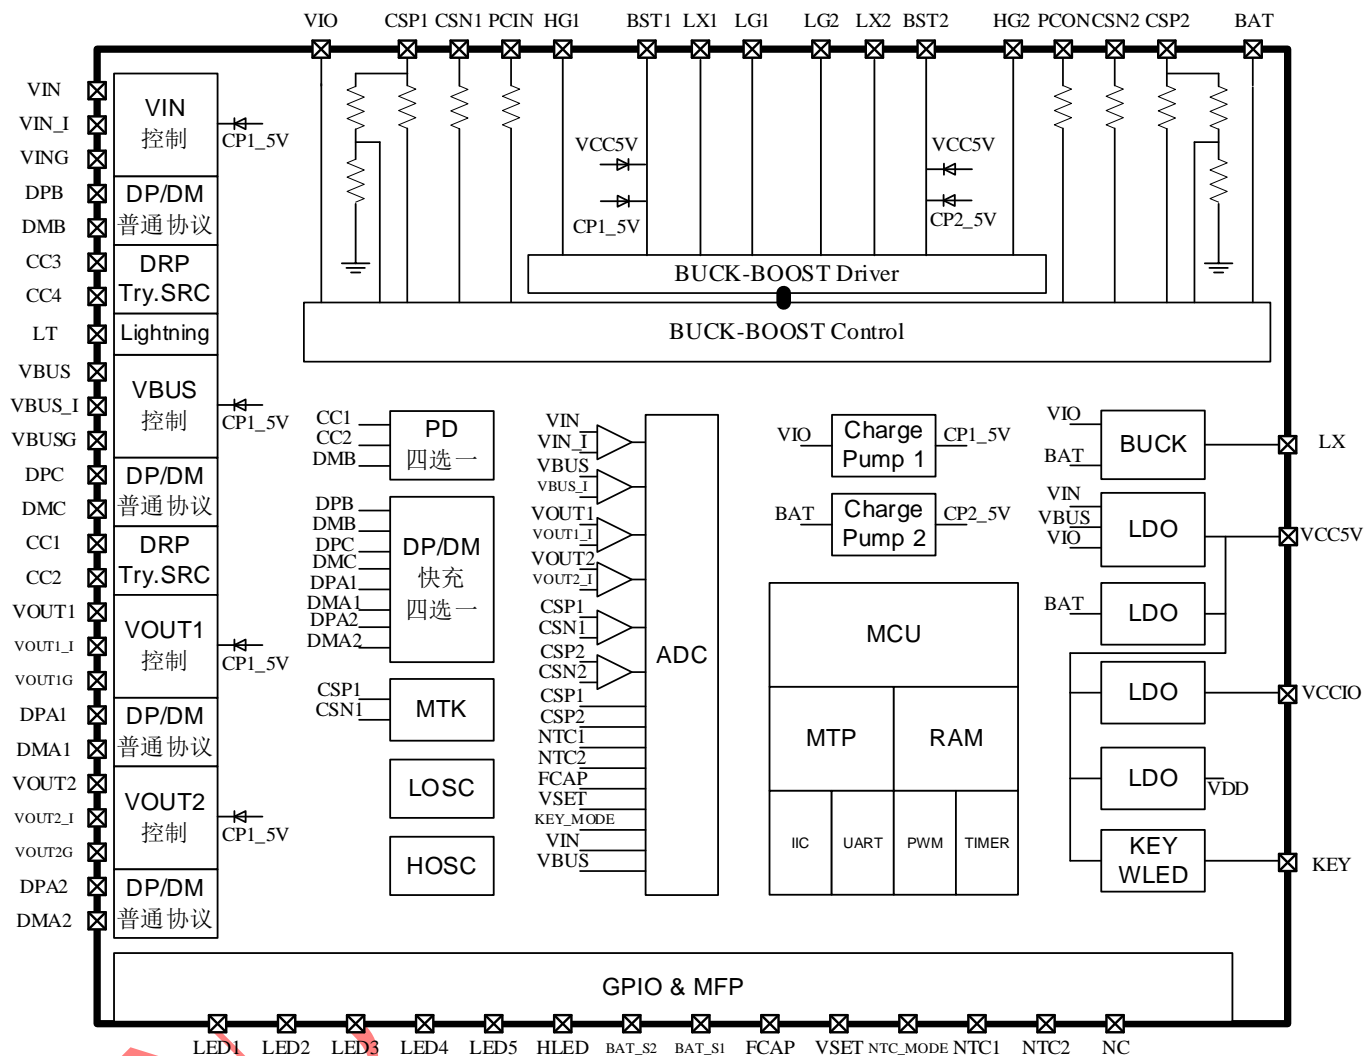 VIO CSP1 CSN1 PCIN HG1 BST1 LX1 LG1 LG2 LX2 BST2 HG2 PCON CSN2 CSP2 BAT
VIN
VIN_I
VING
DPB
DMB
CC3
CC4
LT
VBUS
VBUS_I
VBUSG
DPC
DMC
CC1
CC2
VOUT1
VOUT1_I
VOUT1G
DPA1
DMA1
VOUT2
VOUT2_I
VOUT2G
DPA2
DMA2
VIN
控制
CP1_5V
DP/DM
普通协议
DRP
Try.SRC
Lightning
VBUS
控制
CP1_5V
DP/DM
普通协议
DRP
Try.SRC
VOUT1
控制
CP1_5V
DP/DM
普通协议
VOUT2
控制
CP1_5V
DP/DM
普通协议
VCC5V
CP1_5V
VCC5V
CP2_5V
BUCK-BOOST Driver
BUCK-BOOST Control
CC1
CC2
DMB
PD
四选一
DPB
DMB
DPC
DMC
DPA1
DMA1
DPA2
DMA2
DP/DM
快充
四选一
CSP1
CSN1
MTK
LOSC
HOSC
VIN
VIN_I
VBUS
VBUS_I
VOUT1
VOUT1_I
VOUT2
VOUT2_I
CSP1
CSN1
CSP2
CSN2
CSP1
CSP2
NTC1
NTC2
FCAP
VSET
KEY_MODE
VIN
VBUS
ADC
VIO
Charge
Pump 1
CP1_5V
BAT
Charge
Pump 2
CP2_5V
MCU
MTP
RAM
IIC
UART
PWM
TIMER
VIO
BAT
BUCK
VIN
VBUS
VIO
LDO
BAT
LDO
LDO
LDO
VDD
KEY
WLED
LX
VCC5V
VCCIO
KEY
GPIO & MFP
LED1 LED2 LED3 LED4 LED5 HLED BAT_S2 BAT_S1 FCAP VSET NTC_MODE NTC1 NTC2 NC